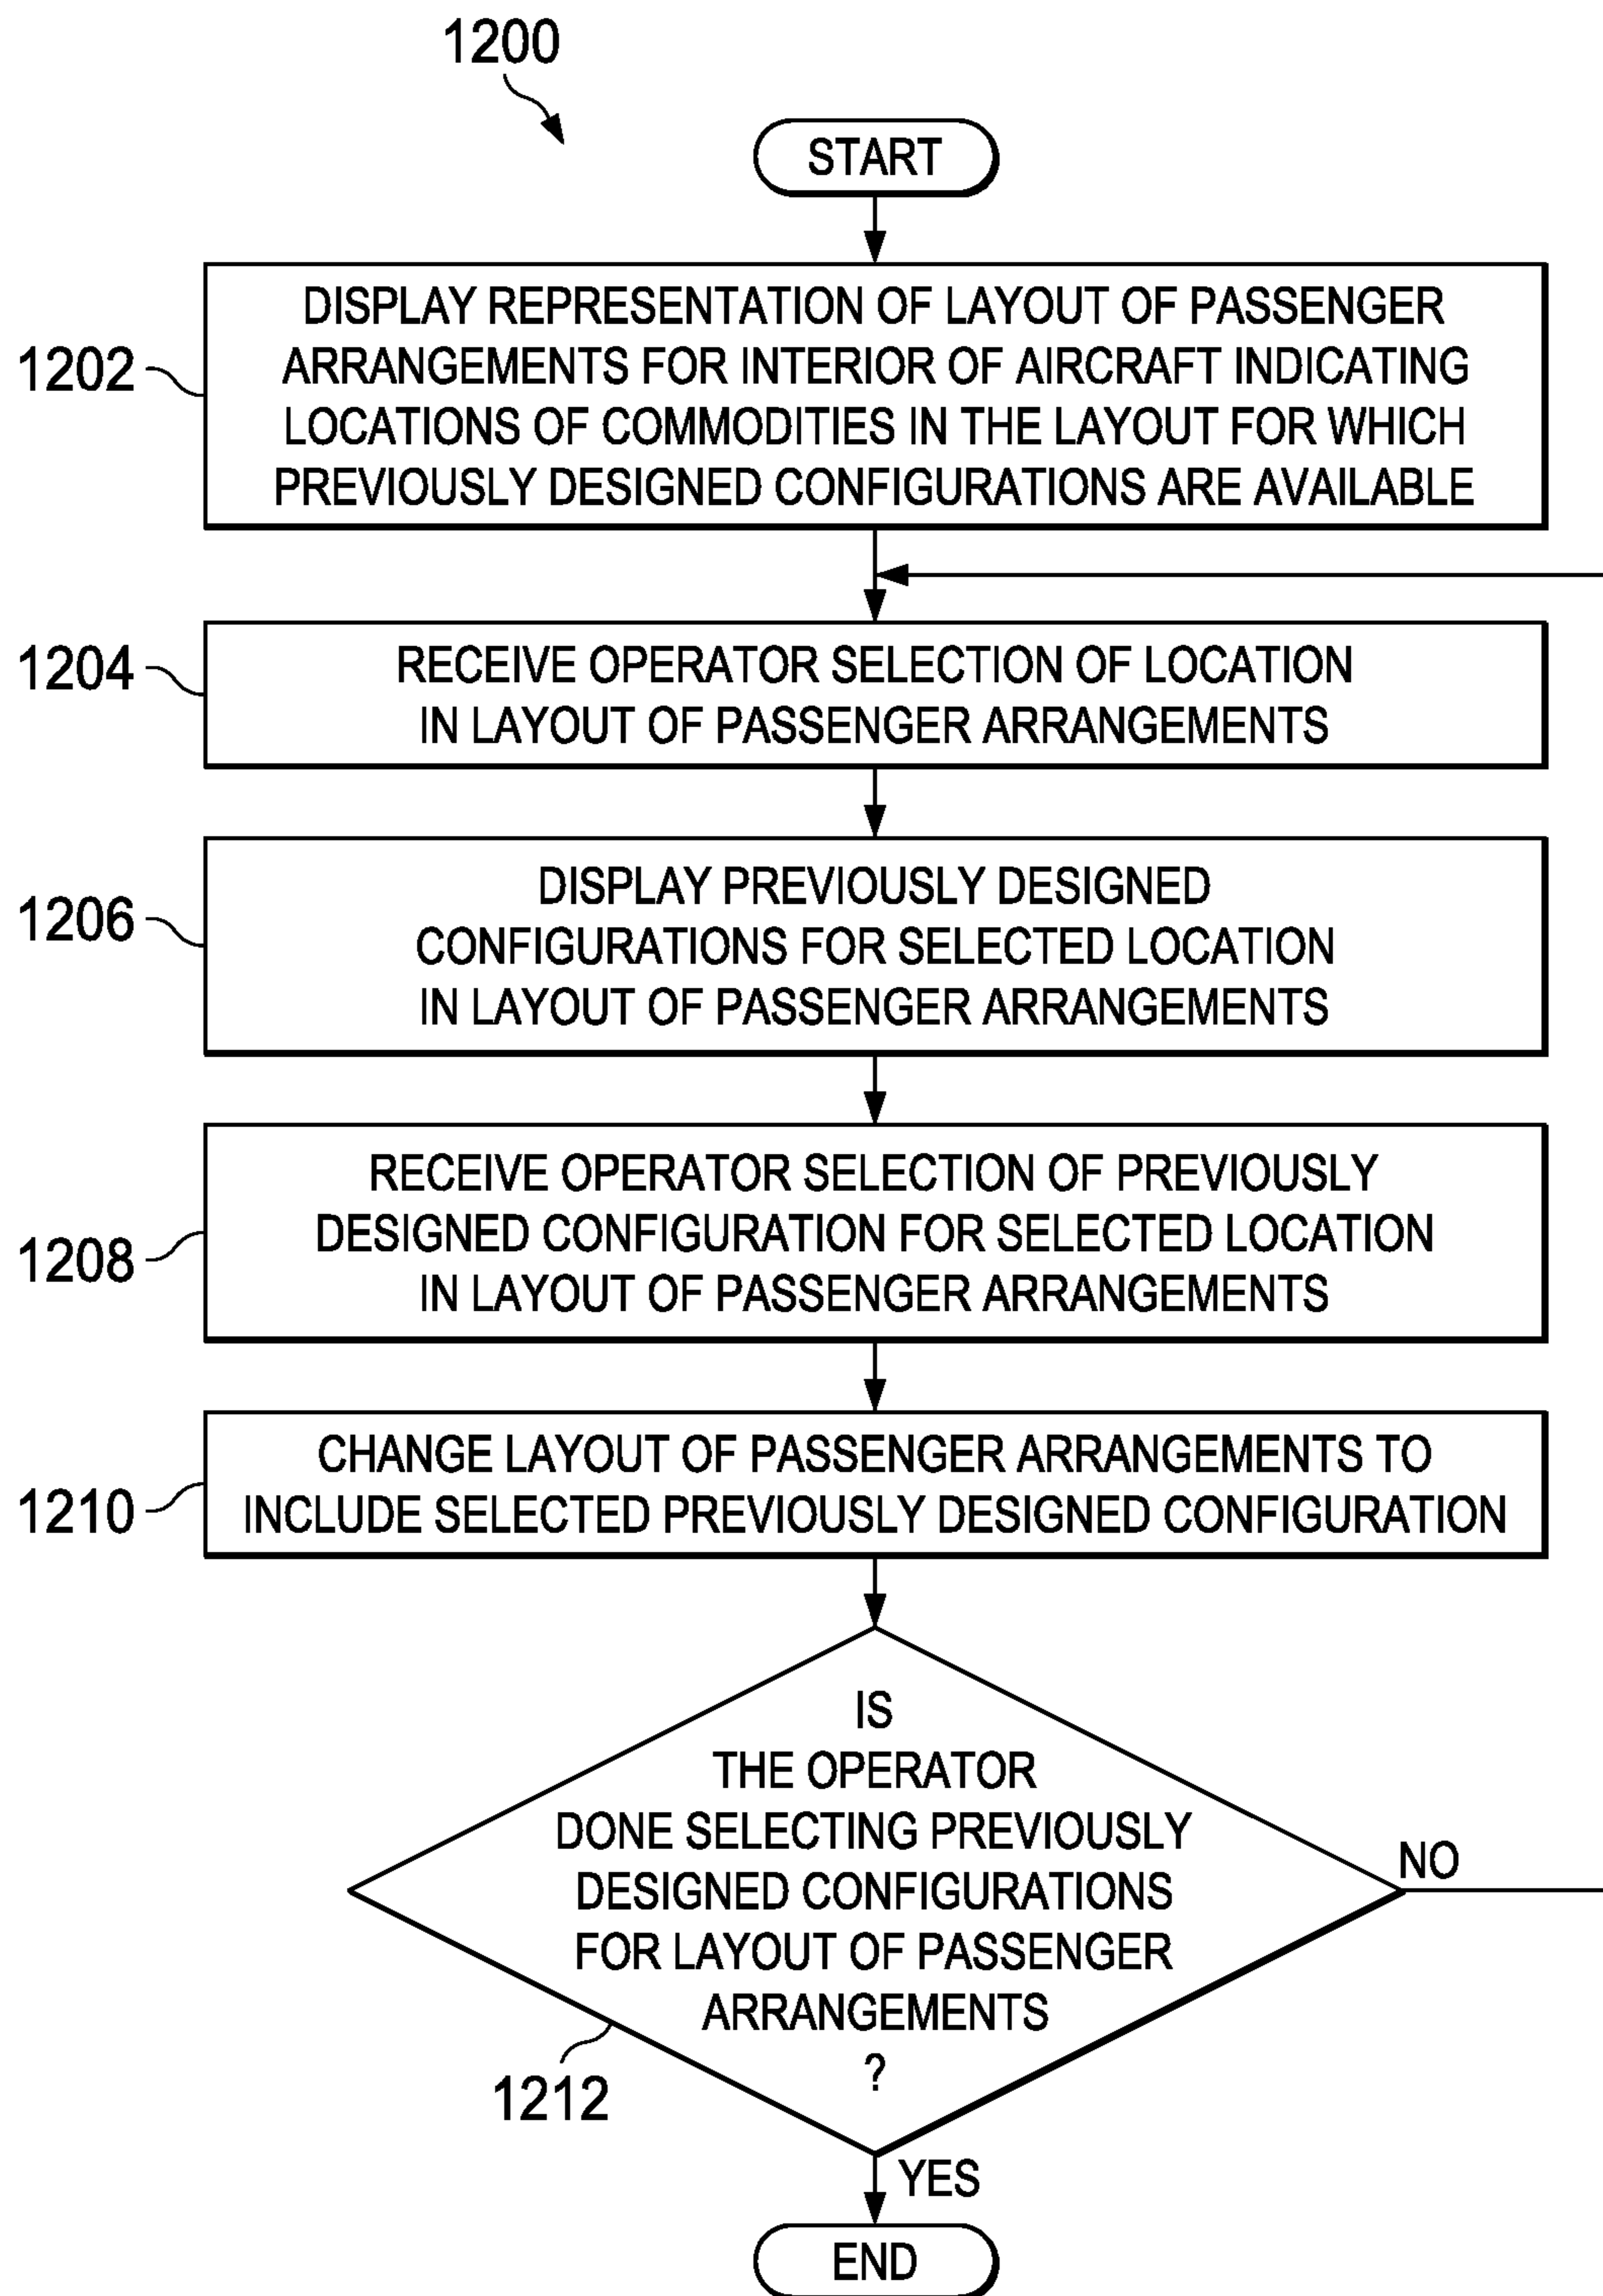 1200
START
1202
DISPLAY REPRESENTATION OF LAYOUT OF PASSENGER
ARRANGEMENTS FOR INTERIOR OF AIRCRAFT INDICATING
LOCATIONS OF COMMODITIES IN THE LAYOUT FOR WHICH
PREVIOUSLY DESIGNED CONFIGURATIONS ARE AVAILABLE
1204
RECEIVE OPERATOR SELECTION OF LOCATION
IN LAYOUT OF PASSENGER ARRANGEMENTS
1206
DISPLAY PREVIOUSLY DESIGNED
CONFIGURATIONS FOR SELECTED LOCATION
IN LAYOUT OF PASSENGER ARRANGEMENTS
1208
RECEIVE OPERATOR SELECTION OF PREVIOUSLY
DESIGNED CONFIGURATION FOR SELECTED LOCATION
IN LAYOUT OF PASSENGER ARRANGEMENTS
1210
CHANGE LAYOUT OF PASSENGER ARRANGEMENTS TO
INCLUDE SELECTED PREVIOUSLY DESIGNED CONFIGURATION
IS
THE OPERATOR
DONE SELECTING PREVIOUSLY
DESIGNED CONFIGURATIONS
FOR LAYOUT OF PASSENGER
ARRANGEMENTS
?
NO
1212
YES
END